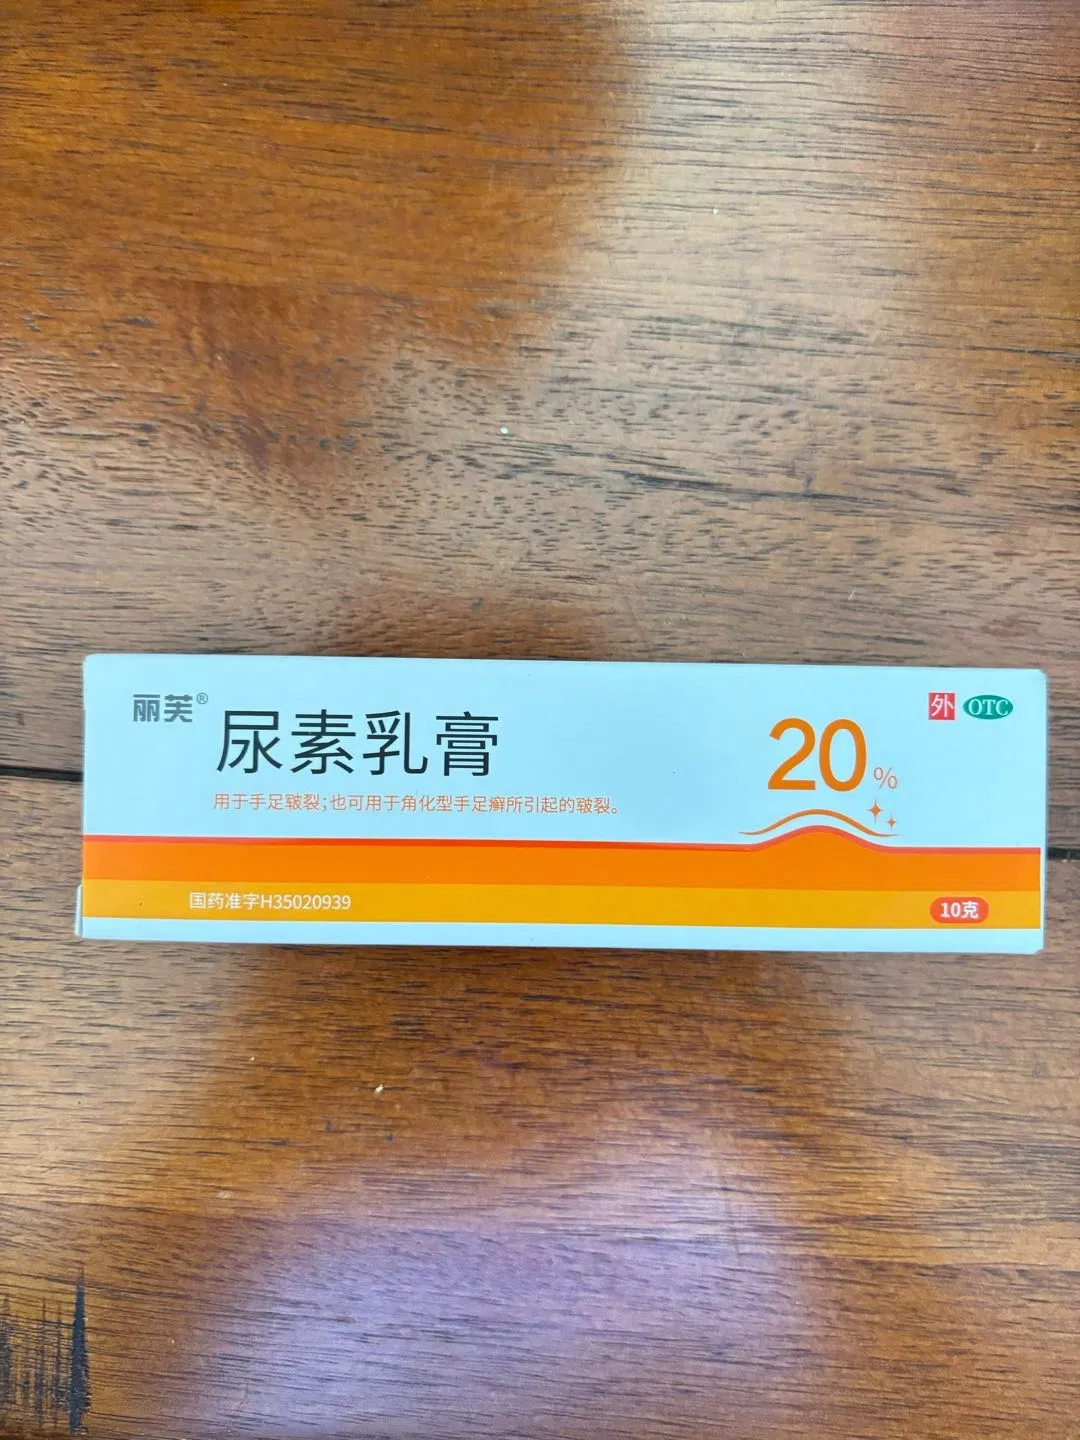 丽芙®
尿素乳膏
20%
外 OTC
用于手足皲裂;也可用于角化型手足癣所引起的皲裂。
国药准字H35020939
10克